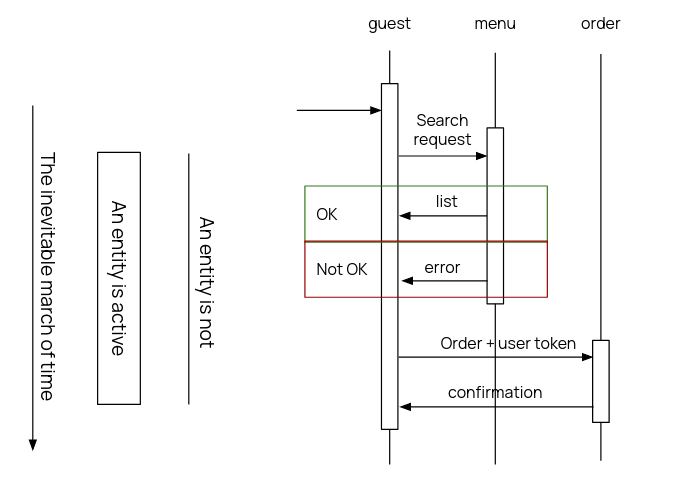 guest
menu
order
Search
request
OK
list
Not OK
error
Order + user token
confirmation
The inevitable march of time
An entity is active
An entity is not